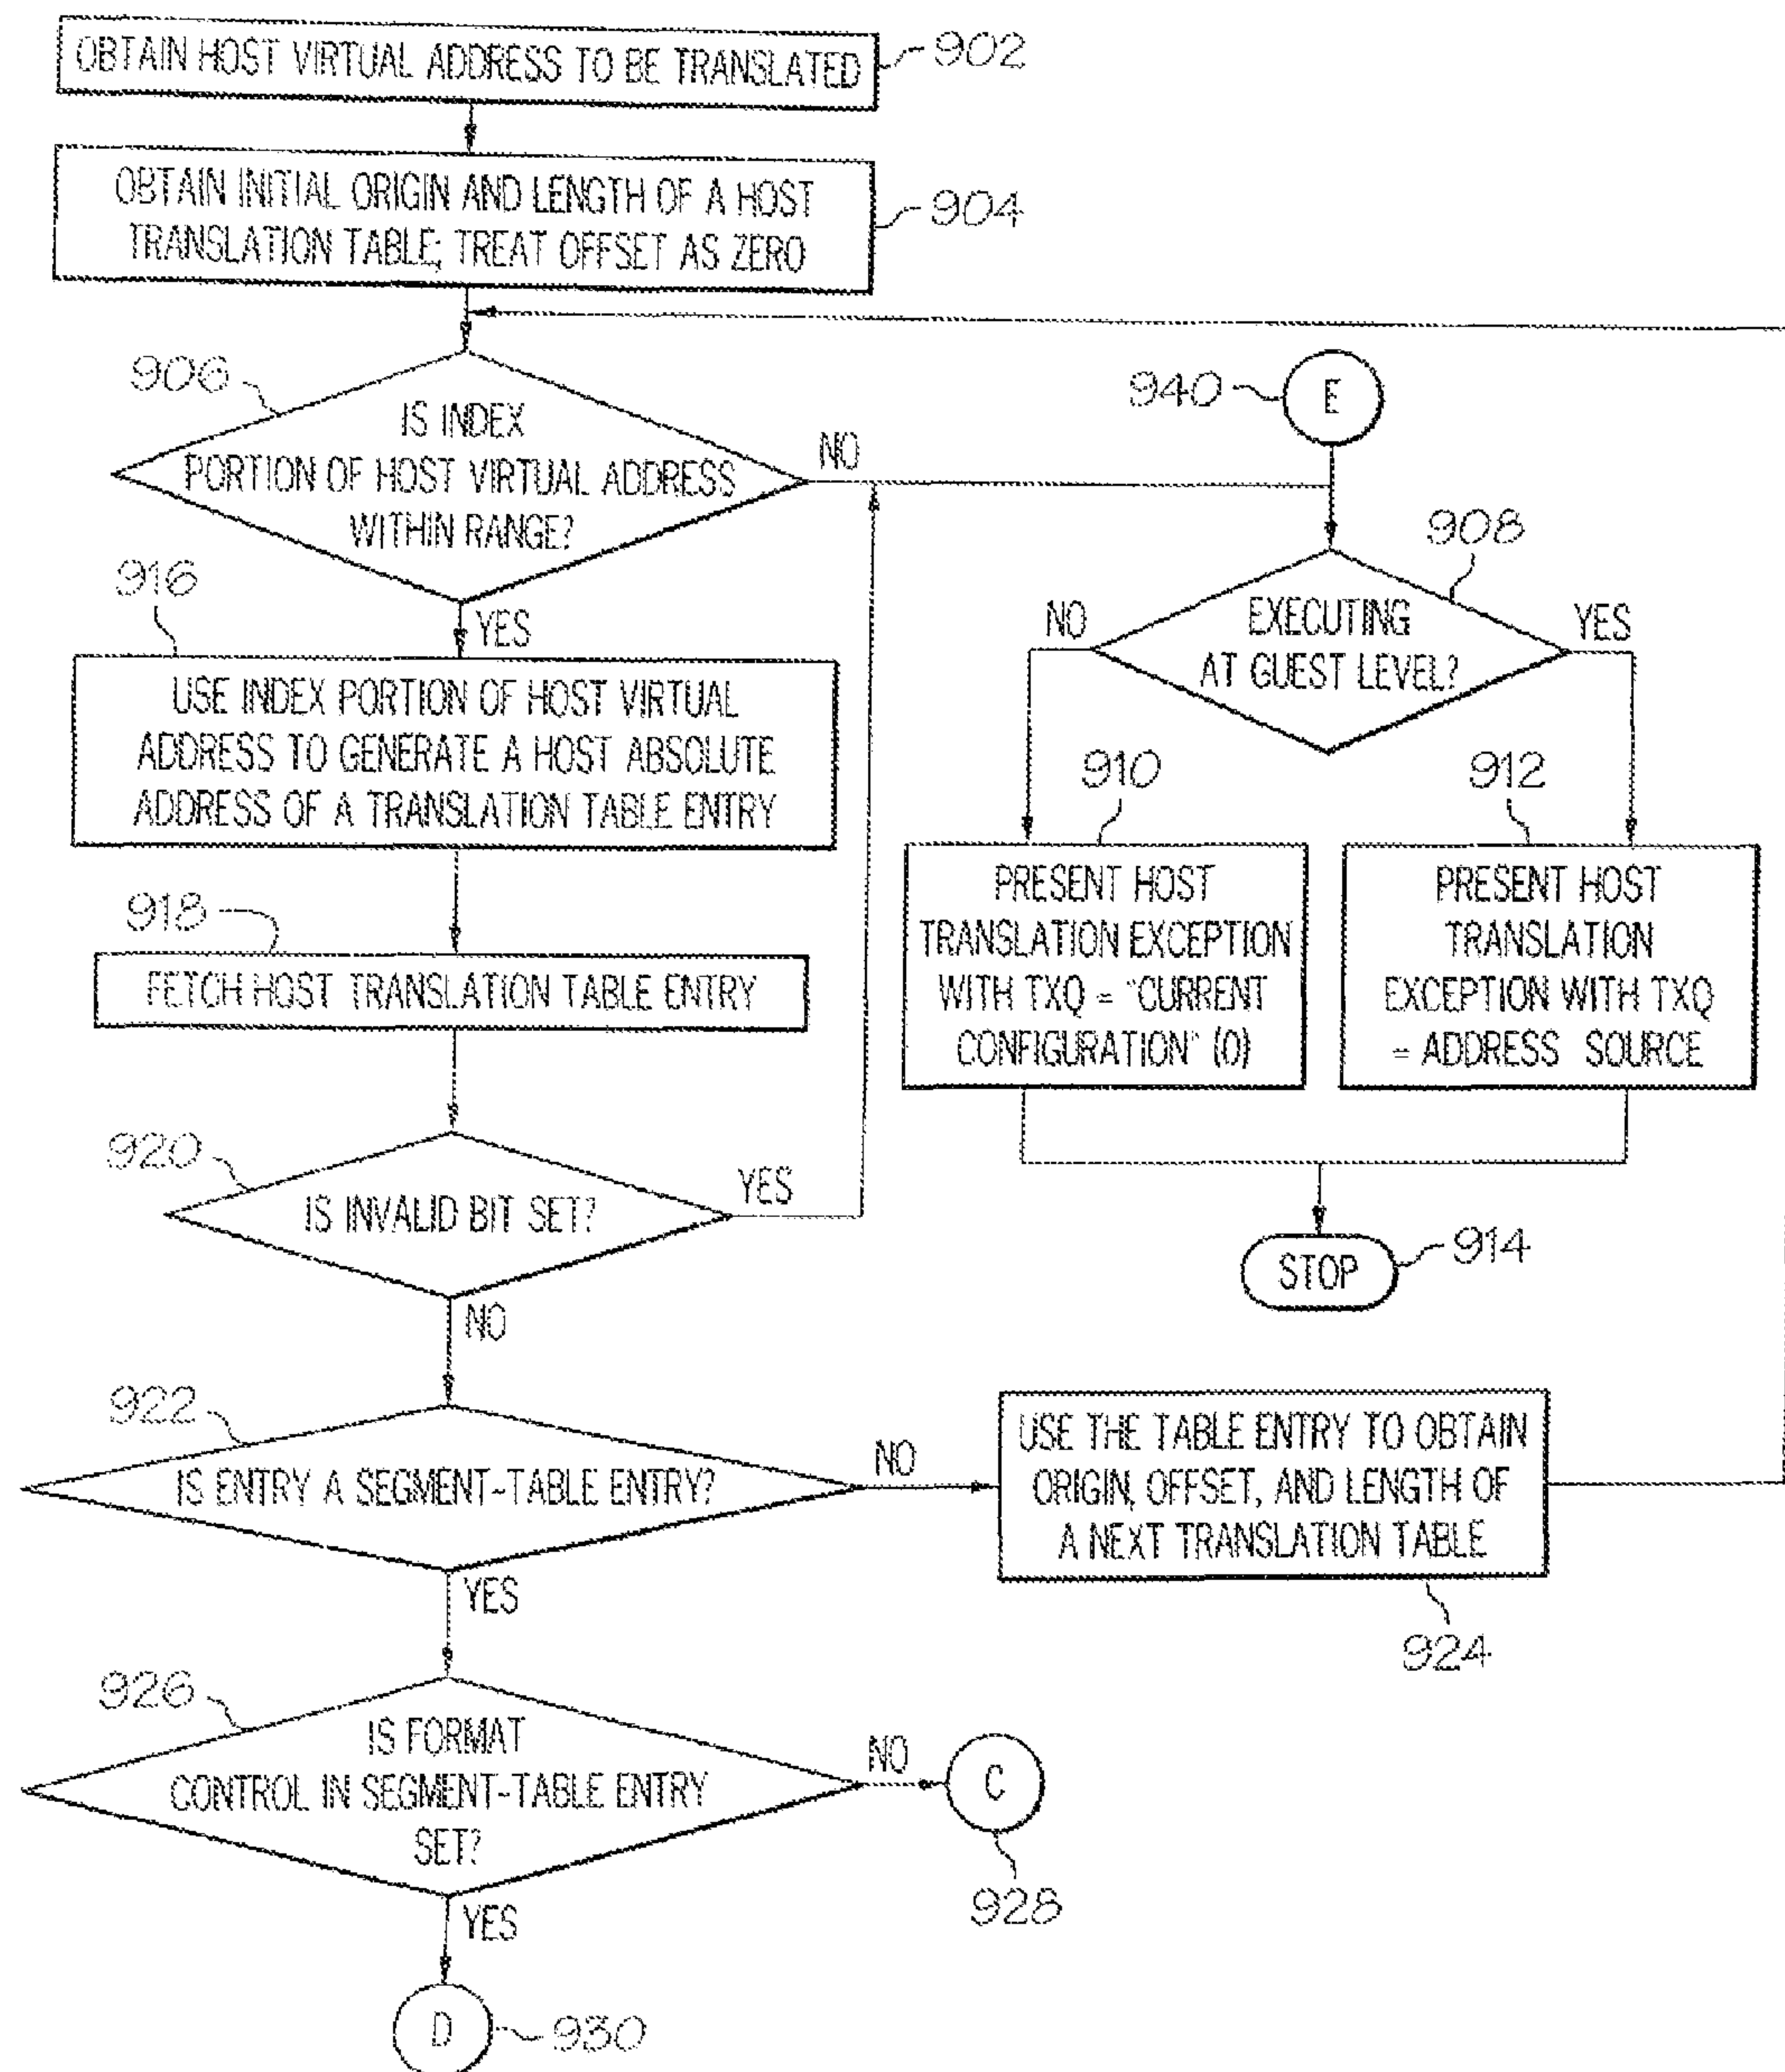 OBTAIN HOST VIRTUAL ADDRESS TO BE TRANSLATED
902
OBTAIN INITIAL ORIGIN AND LENGTH OF A HOST
TRANSLATION TABLE; TREAT OFFSET AS ZERO
904
906
IS INDEX
PORTION OF HOST VIRTUAL ADDRESS
WITHIN RANGE?
NO
YES
940
E
908
EXECUTING
AT GUEST LEVEL?
NO
YES
916
USE INDEX PORTION OF HOST VIRTUAL
ADDRESS TO GENERATE A HOST ABSOLUTE
ADDRESS OF A TRANSLATION TABLE ENTRY
910
PRESENT HOST
TRANSLATION EXCEPTION
WITH TXQ = "CURRENT
CONFIGURATION" (0)
912
PRESENT HOST
TRANSLATION
EXCEPTION WITH TXQ
= ADDRESS SOURCE
918
FETCH HOST TRANSLATION TABLE ENTRY
920
IS INVALID BIT SET?
YES
NO
STOP
914
922
IS ENTRY A SEGMENT-TABLE ENTRY?
NO
YES
USE THE TABLE ENTRY TO OBTAIN
ORIGIN, OFFSET, AND LENGTH OF
A NEXT TRANSLATION TABLE
924
926
IS FORMAT
CONTROL IN SEGMENT-TABLE ENTRY
SET?
NO
C
928
YES
D
930